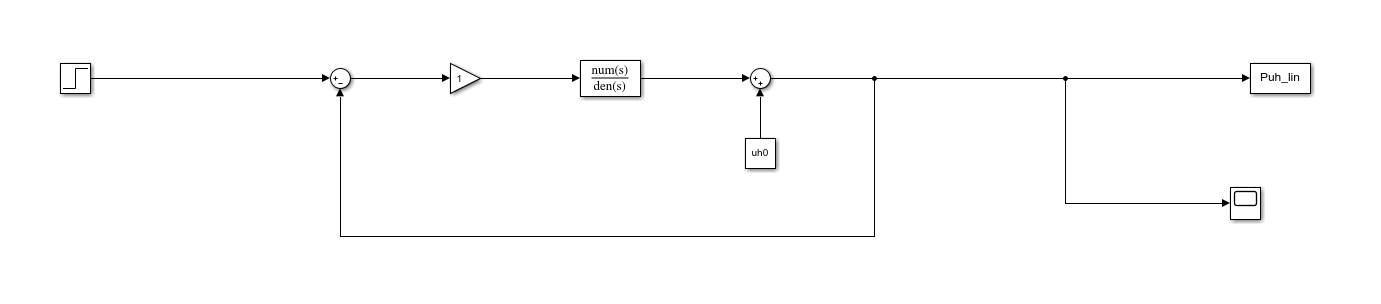 1
num(s)
den(s)
Puh_lin
uh0